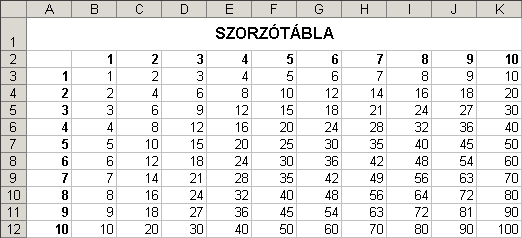 A B C D E F G H I J K
1 SZORZÓTÁBLA
2 1 2 3 4 5 6 7 8 9 10
3 1 1 2 3 4 5 6 7 8 9 10
4 2 2 4 6 8 10 12 14 16 18 20
5 3 3 6 9 12 15 18 21 24 27 30
6 4 4 8 12 16 20 24 28 32 36 40
7 5 5 10 15 20 25 30 35 40 45 50
8 6 6 12 18 24 30 36 42 48 54 60
9 7 7 14 21 28 35 42 49 56 63 70
10 8 8 16 24 32 40 48 56 64 72 80
11 9 9 18 27 36 45 54 63 72 81 90
12 10 10 20 30 40 50 60 70 80 90 100